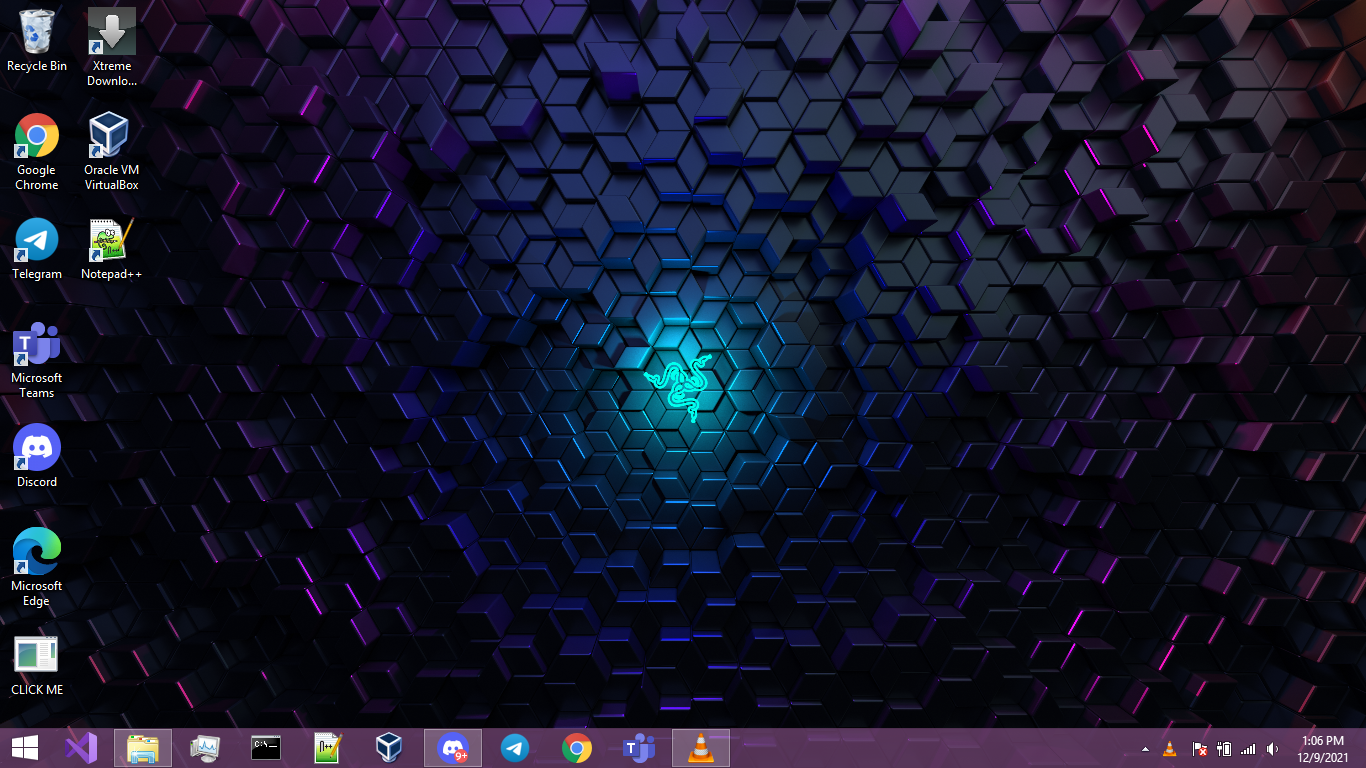 Recycle Bin
Xtreme
Downlo...
Google
Chrome
Oracle VM
VirtualBox
Telegram
Notepad++
Microsoft
Teams
Discord
Microsoft
Edge
CLICK ME
C:\>_
n++
9+
T
T
1:06 PM
12/9/2021